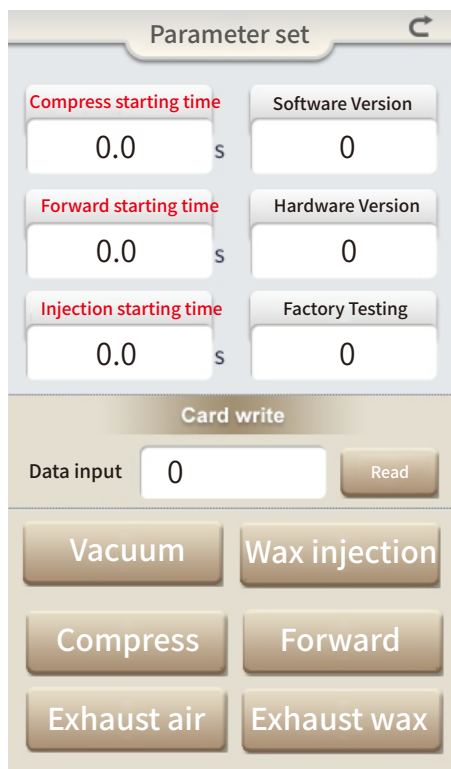 Parameter set
Compress starting time
Software Version
0.0
s
0
Forward starting time
Hardware Version
0.0
s
0
Injection starting time
Factory Testing
0.0
s
0
Card write
Data input
0
Read
Vacuum
Wax injection
Compress
Forward
Exhaust air
Exhaust wax